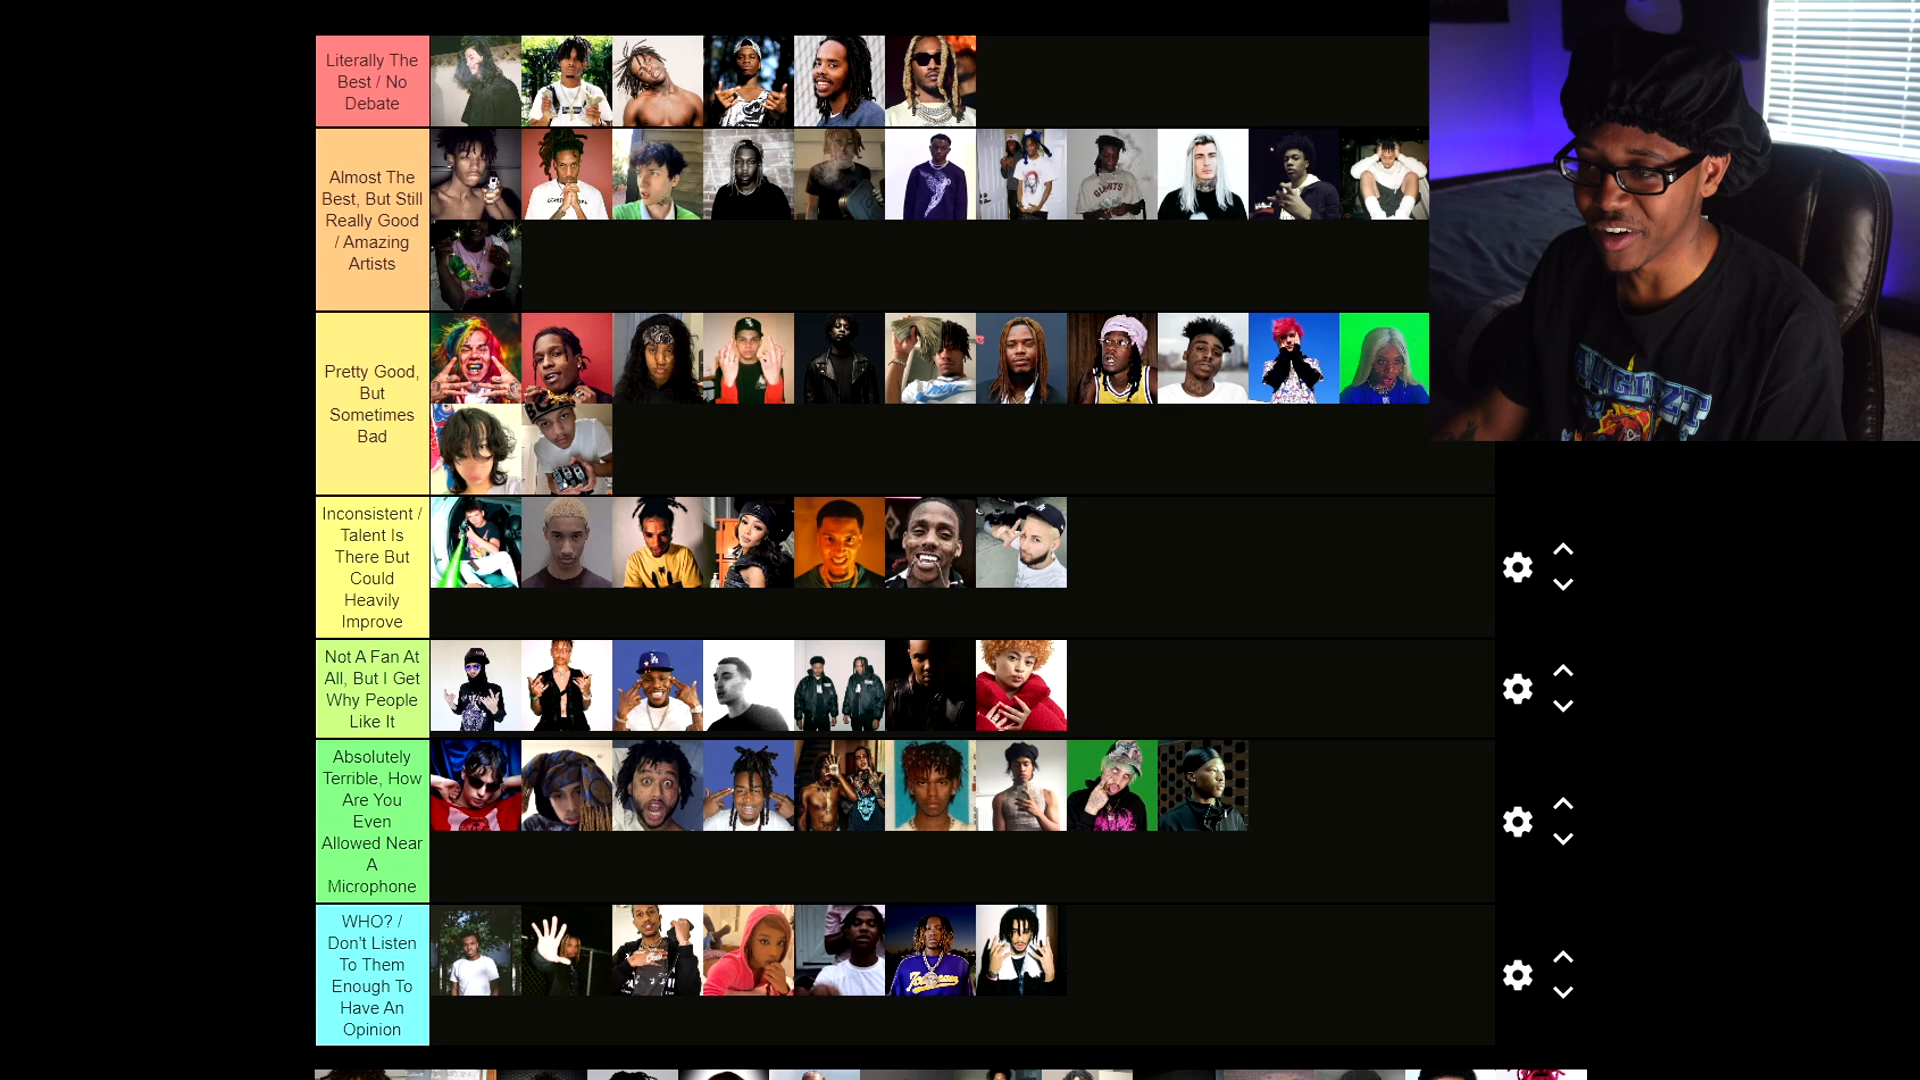 Literally The
Best / No
Debate
Almost The
Best, But Still
Really Good
/ Amazing
Artists
GIANTS
Pretty Good,
But
Sometimes
Bad
Inconsistent /
Talent Is
There But
Could
Heavily
Improve
Not A Fan At
All, But I Get
Why People
Like It
Absolutely
Terrible, How
Are You
Even
Allowed Near
A
Microphone
WHO? /
Don't Listen
To Them
Enough To
Have An
Opinion